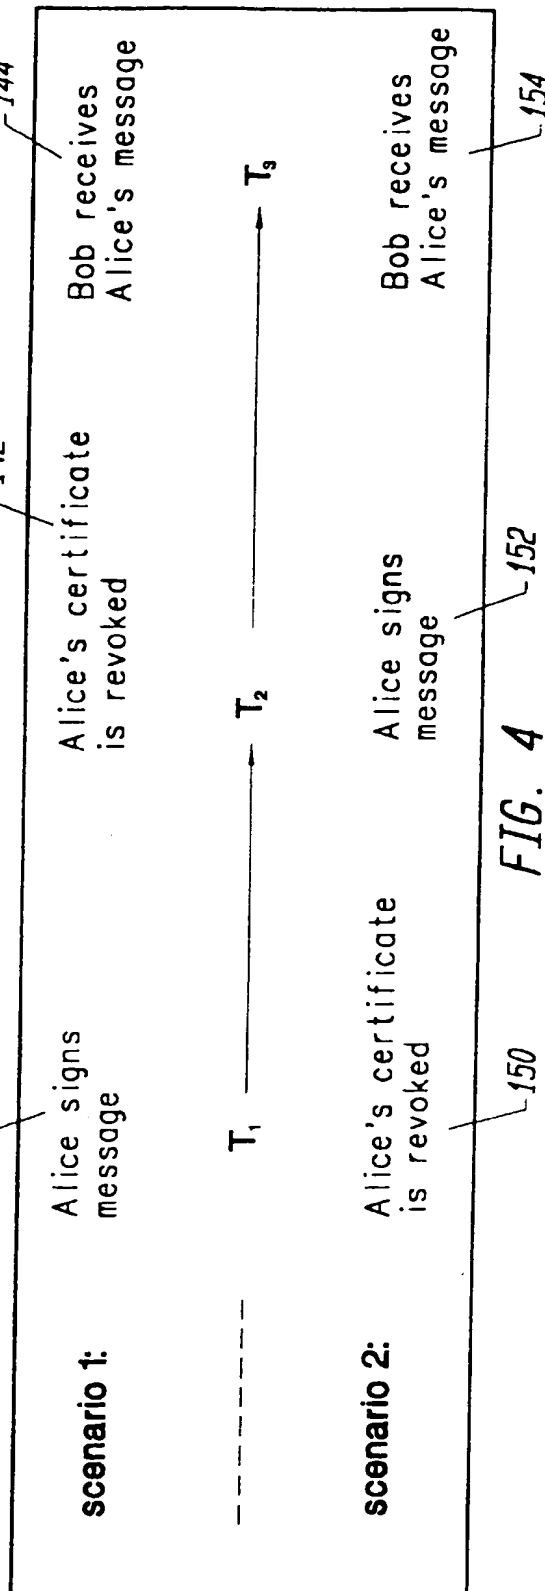 144
scenario 1:
Alice signs
message
Alice's certificate
is revoked
Bob receives
Alice's message
T1
T2
T3
scenario 2:
Alice's certificate
is revoked
Alice signs
message
Bob receives
Alice's message
150
152
154
FIG. 4